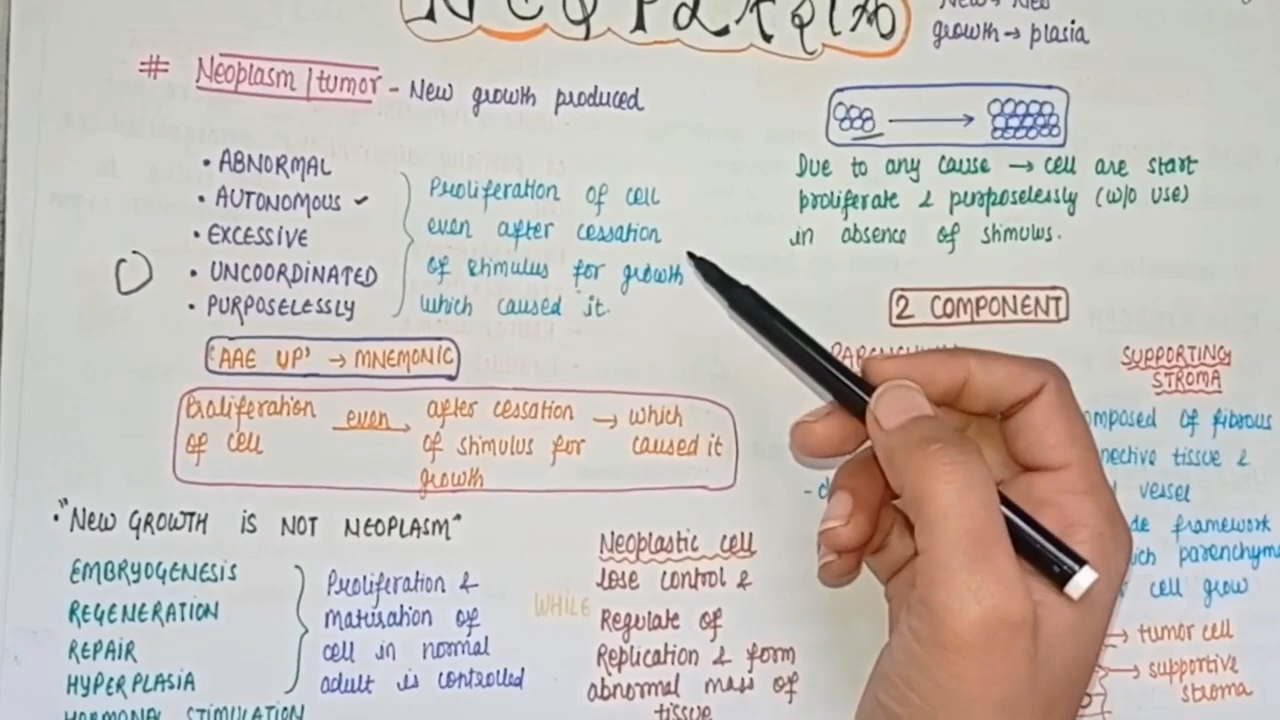 NEOPLASIA
growth → plasia
# Neoplasm / tumor - New growth produced
• ABNORMAL
• AUTONOMOUS
• EXCESSIVE
• UNCOORDINATED
• PURPOSELESSLY
Proliferation of cell
even after cessation
of stimulus for growth
which caused it.
'AAE UP' → MNEMONIC
Proliferation of cell even → after cessation of stimulus for growth → which caused it
Due to any cause → cell are start
proliferate & purposelessly (w/o use)
in absence of stimulus.
2 COMPONENT
SUPPORTING
STROMA
of fibrous
tissue &
vessel
framework
parenchyma
cell grow
→ tumor cell
→ supportive
stroma
• "NEW GROWTH IS NOT NEOPLASM"
EMBRYOGENESIS
REGENERATION
REPAIR
HYPERPLASIA
HORMONAL STIMULATION
Proliferation &
maturation of
cell in normal
adult is controlled
WHILE
Neoplastic cell
lose control &
Regulate of
Replication & form
abnormal mass of
tissue